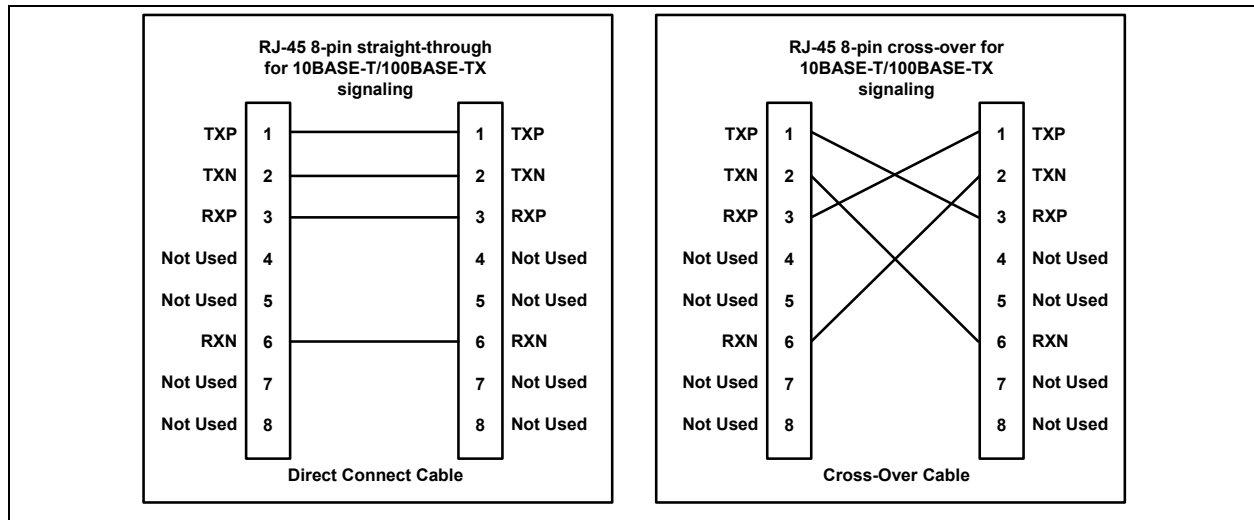 RJ-45 8-pin straight-through
for 10BASE-T/100BASE-TX
signaling
TXP 1 1 TXP
TXN 2 2 TXN
RXP 3 3 RXP
Not Used 4 4 Not Used
Not Used 5 5 Not Used
RXN 6 6 RXN
Not Used 7 7 Not Used
Not Used 8 8 Not Used
Direct Connect Cable
RJ-45 8-pin cross-over for
10BASE-T/100BASE-TX
signaling
TXP 1 1 TXP
TXN 2 2 TXN
RXP 3 3 RXP
Not Used 4 4 Not Used
Not Used 5 5 Not Used
RXN 6 6 RXN
Not Used 7 7 Not Used
Not Used 8 8 Not Used
Cross-Over Cable